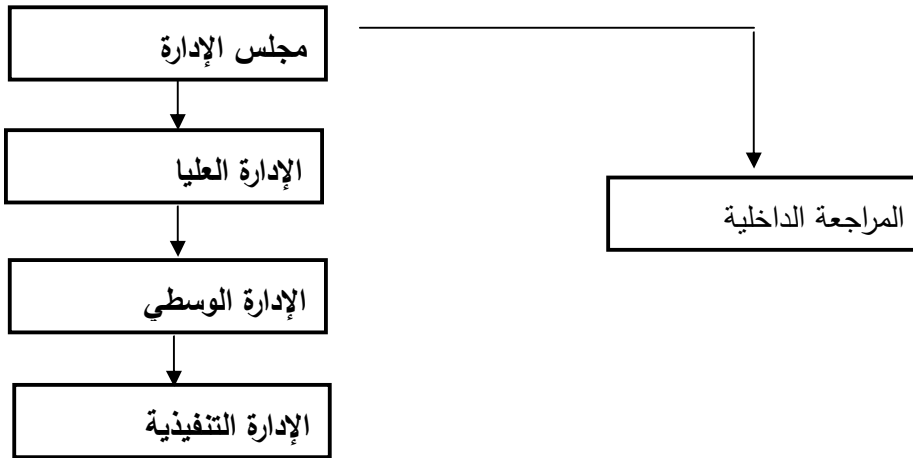 مجلس الإدارة
الإدارة العليا
المراجعة الداخلية
الإدارة الوسطي
الإدارة التنفيذية